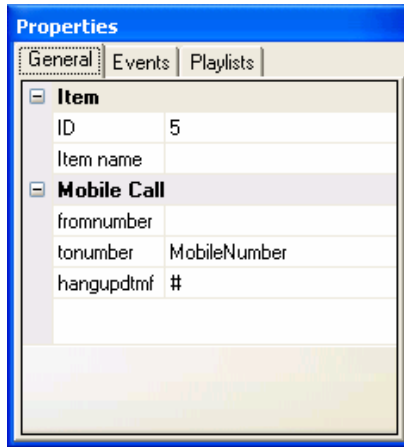 Properties
General Events Playlists
Item
ID 5
Item name
Mobile Call
fromnumber
tonumber MobileNumber
hangupdtmf #